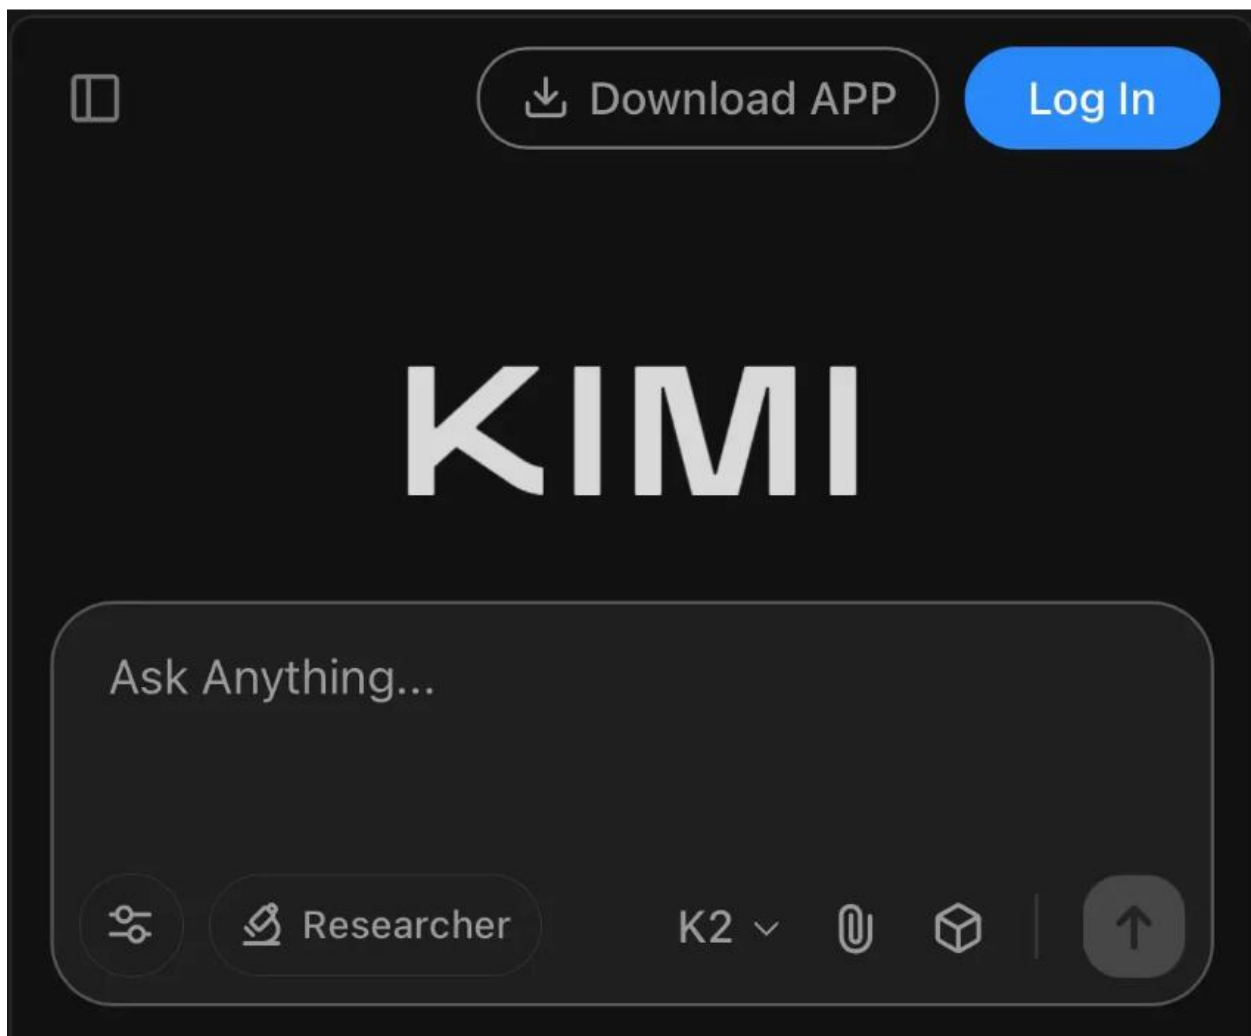 Download APP
Log In
KIMI
Ask Anything...
Researcher
K2